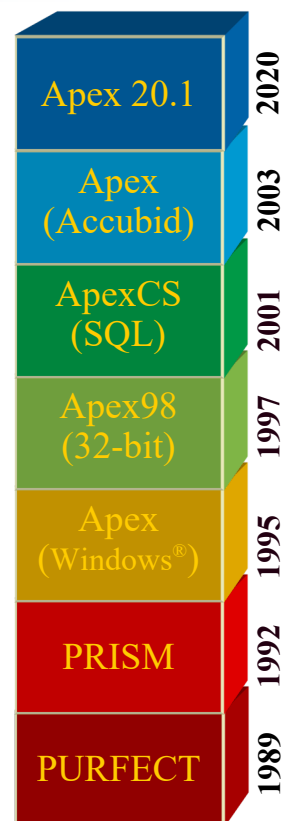 Apex 20.1
2020
Apex
(Accubid)
2003
ApexCS
(SQL)
2001
Apex98
(32-bit)
1997
Apex
(Windows®)
1995
PRISM
1992
PURFECT
1989